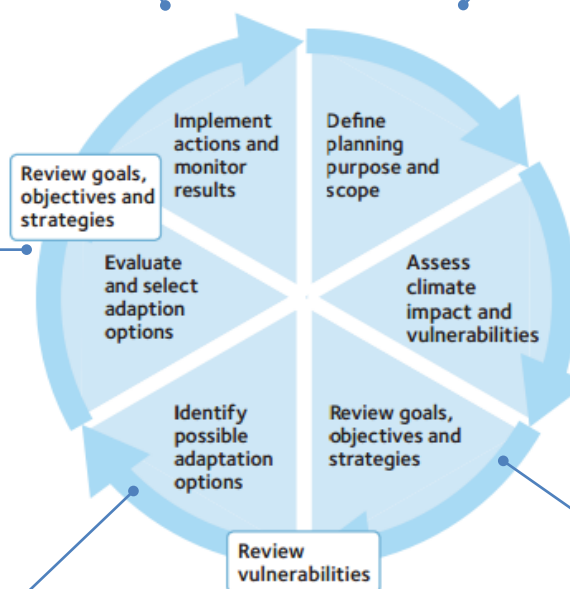 Implement
actions and
monitor
results
Define
planning
purpose and
scope
Review goals,
objectives and
strategies
Evaluate
and select
adaption
options
Assess
climate
impact and
vulnerabilities
Identify
possible
adaptation
options
Review goals,
objectives and
strategies
Review
vulnerabilities